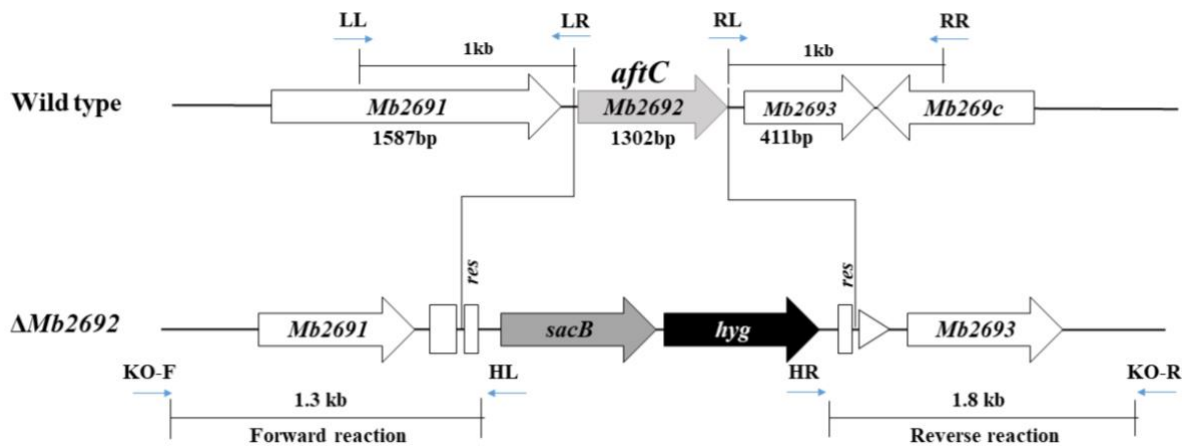 LL LR RL RR
1kb 1kb
aftC
Wild type Mb2691 Mb2692 Mb2693 Mb269c
1587bp 1302bp 411bp
res res
ΔMb2692 Mb2691 sacB hyg Mb2693
KO-F HL HR KO-R
1.3 kb 1.8 kb
Forward reaction Reverse reaction